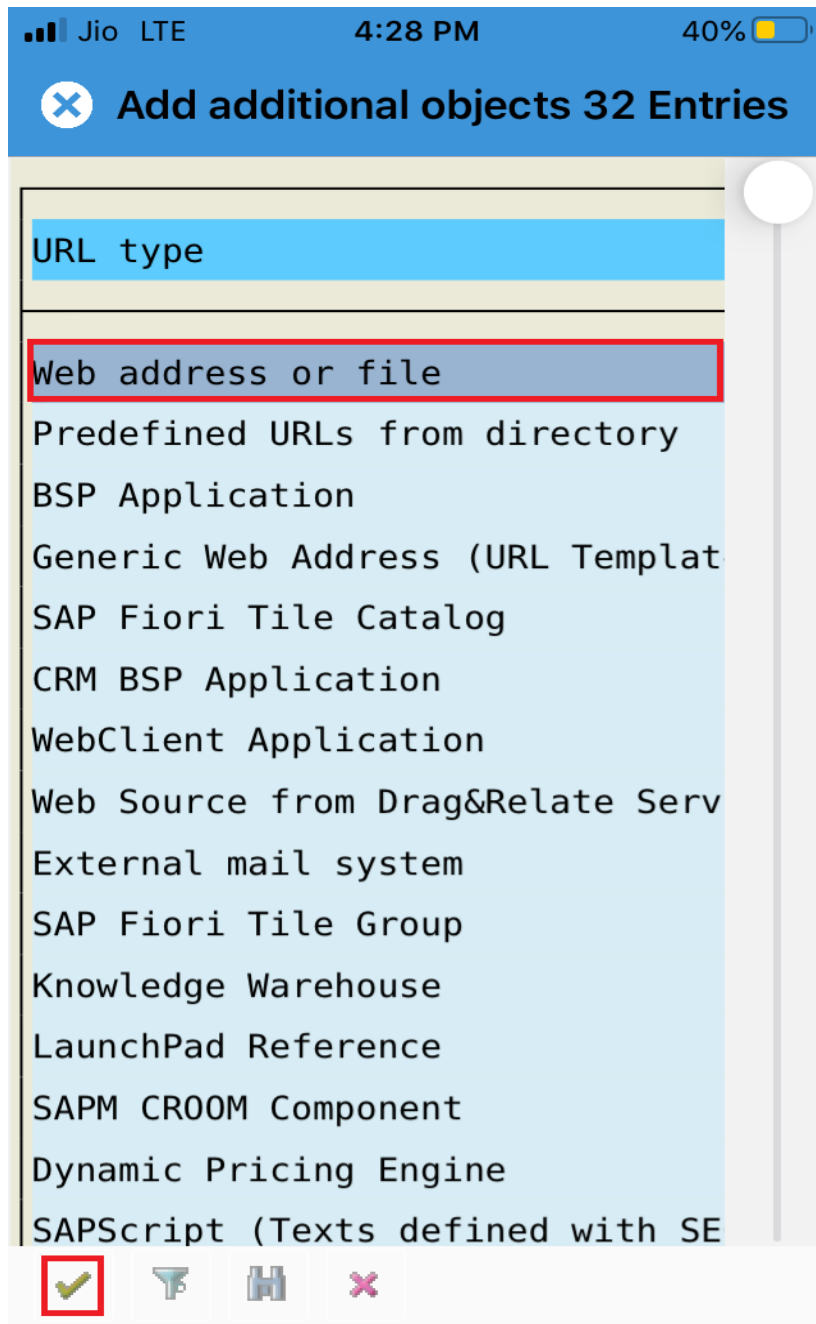 Jio LTE 4:28 PM 40%
Add additional objects 32 Entries
URL type
Web address or file
Predefined URLs from directory
BSP Application
Generic Web Address (URL Templat
SAP Fiori Tile Catalog
CRM BSP Application
WebClient Application
Web Source from Drag&Relate Serv
External mail system
SAP Fiori Tile Group
Knowledge Warehouse
LaunchPad Reference
SAPM CROOM Component
Dynamic Pricing Engine
SAPScript (Texts defined with SE